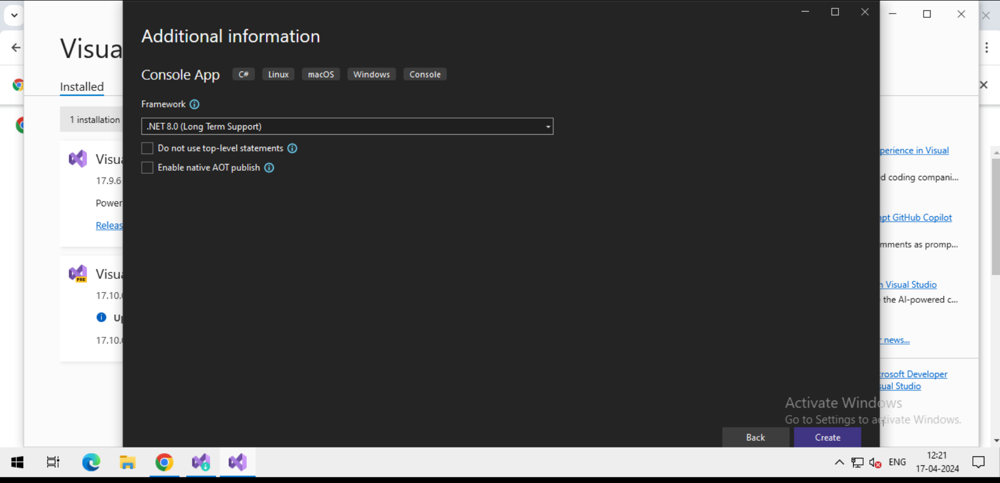 Visua
Installed
1 installation
Visua
17.9.6
Power
Releas
Visua
PRE
17.10.
Up
17.10.
Additional information
Console App C# Linux macOS Windows Console
Framework
.NET 8.0 (Long Term Support)
Do not use top-level statements
Enable native AOT publish
Back Create
perience in Visual
d coding compani...
pt GitHub Copilot
mments as promp...
n Visual Studio
the AI-powered c...
r news...
rosoft Developer
sual Studio
Activate Windows
Go to Settings to activate Windows.
ENG
12:21
17-04-2024